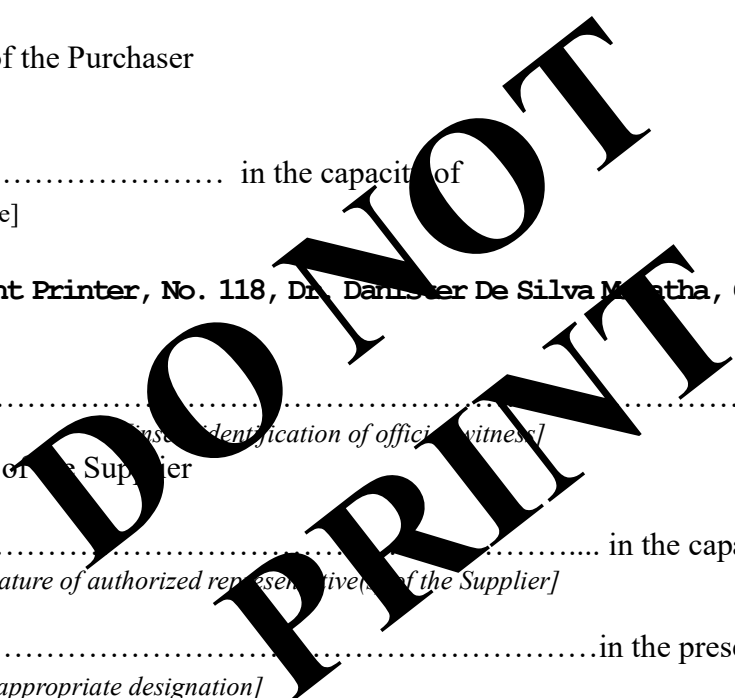 of the Purchaser
………………… in the capacity of
e]
nt Printer, No. 118, Dr. Danister De Silva Mawatha,
……………………………………………………………
[insert identification of official witness]
of the Supplier
……………………………………………….... in the capa
ature of authorized representative(s) of the Supplier]
………………………………………………in the prese
appropriate designation]
DO NOT
PRINT